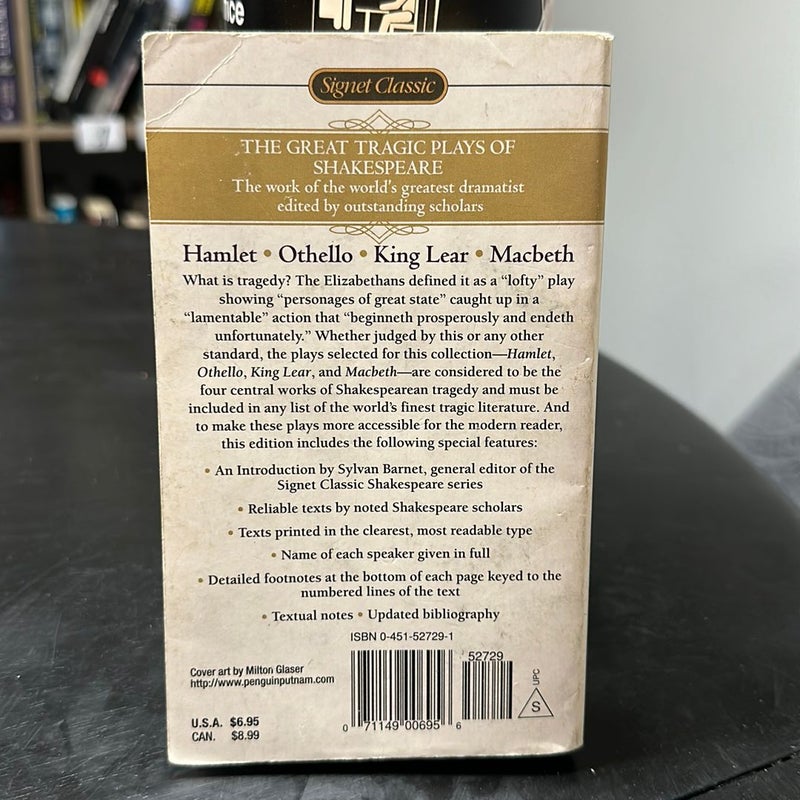 nce
Signet Classic
THE GREAT TRAGIC PLAYS OF
SHAKESPEARE
The work of the world's greatest dramatist
edited by outstanding scholars
Hamlet • Othello • King Lear • Macbeth
What is tragedy? The Elizabethans defined it as a “lofty” play
showing “personages of great state” caught up in a
“lamentable” action that “beginneth prosperously and endeth
unfortunately.” Whether judged by this or any other
standard, the plays selected for this collection—Hamlet,
Othello, King Lear, and Macbeth—are considered to be the
four central works of Shakespearean tragedy and must be
included in any list of the world's finest tragic literature. And
to make these plays more accessible for the modern reader,
this edition includes the following special features:
• An Introduction by Sylvan Barnet, general editor of the
Signet Classic Shakespeare series
• Reliable texts by noted Shakespeare scholars
• Texts printed in the clearest, most readable type
• Name of each speaker given in full
• Detailed footnotes at the bottom of each page keyed to the
numbered lines of the text
• Textual notes • Updated bibliography
ISBN 0-451-52729-1
52729
Cover art by Milton Glaser
http://www.penguinputnam.com
UPC
S
U.S.A. $6.95
CAN. $8.99
0 71149 00695 6